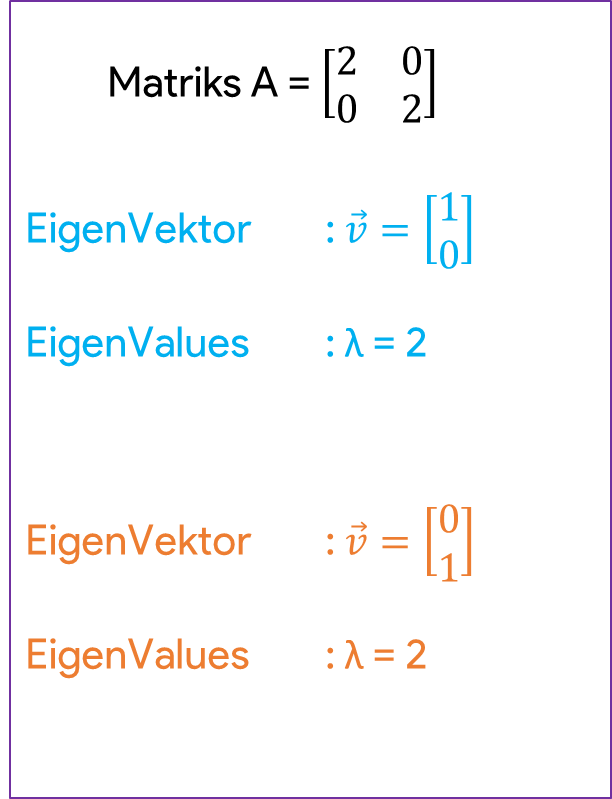 Matriks A = [2 0
0 2]
EigenVektor : v⃗ = [1
0]
EigenValues : λ = 2
EigenVektor : v⃗ = [0
1]
EigenValues : λ = 2